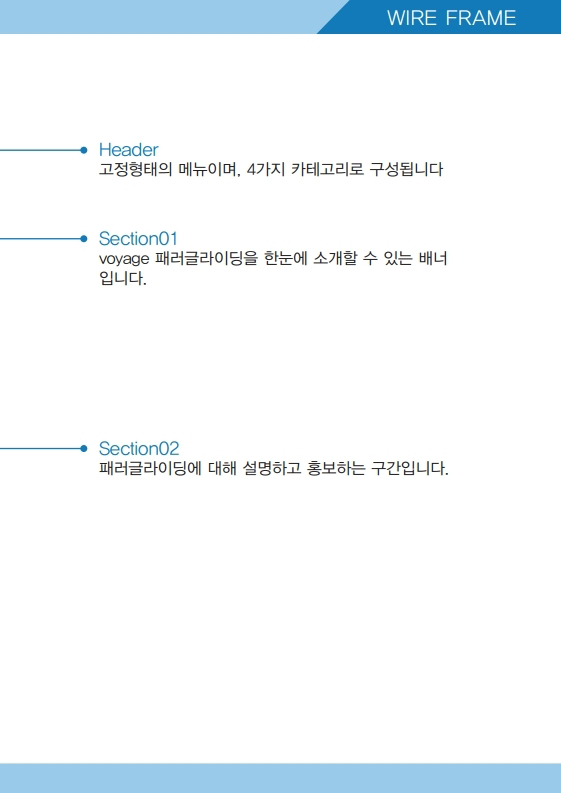 WIRE FRAME
Header
고정형태의 메뉴이며, 4가지 카테고리로 구성됩니다
Section01
voyage 패러글라이딩을 한눈에 소개할 수 있는 배너
입니다.
Section02
패러글라이딩에 대해 설명하고 홍보하는 구간입니다.